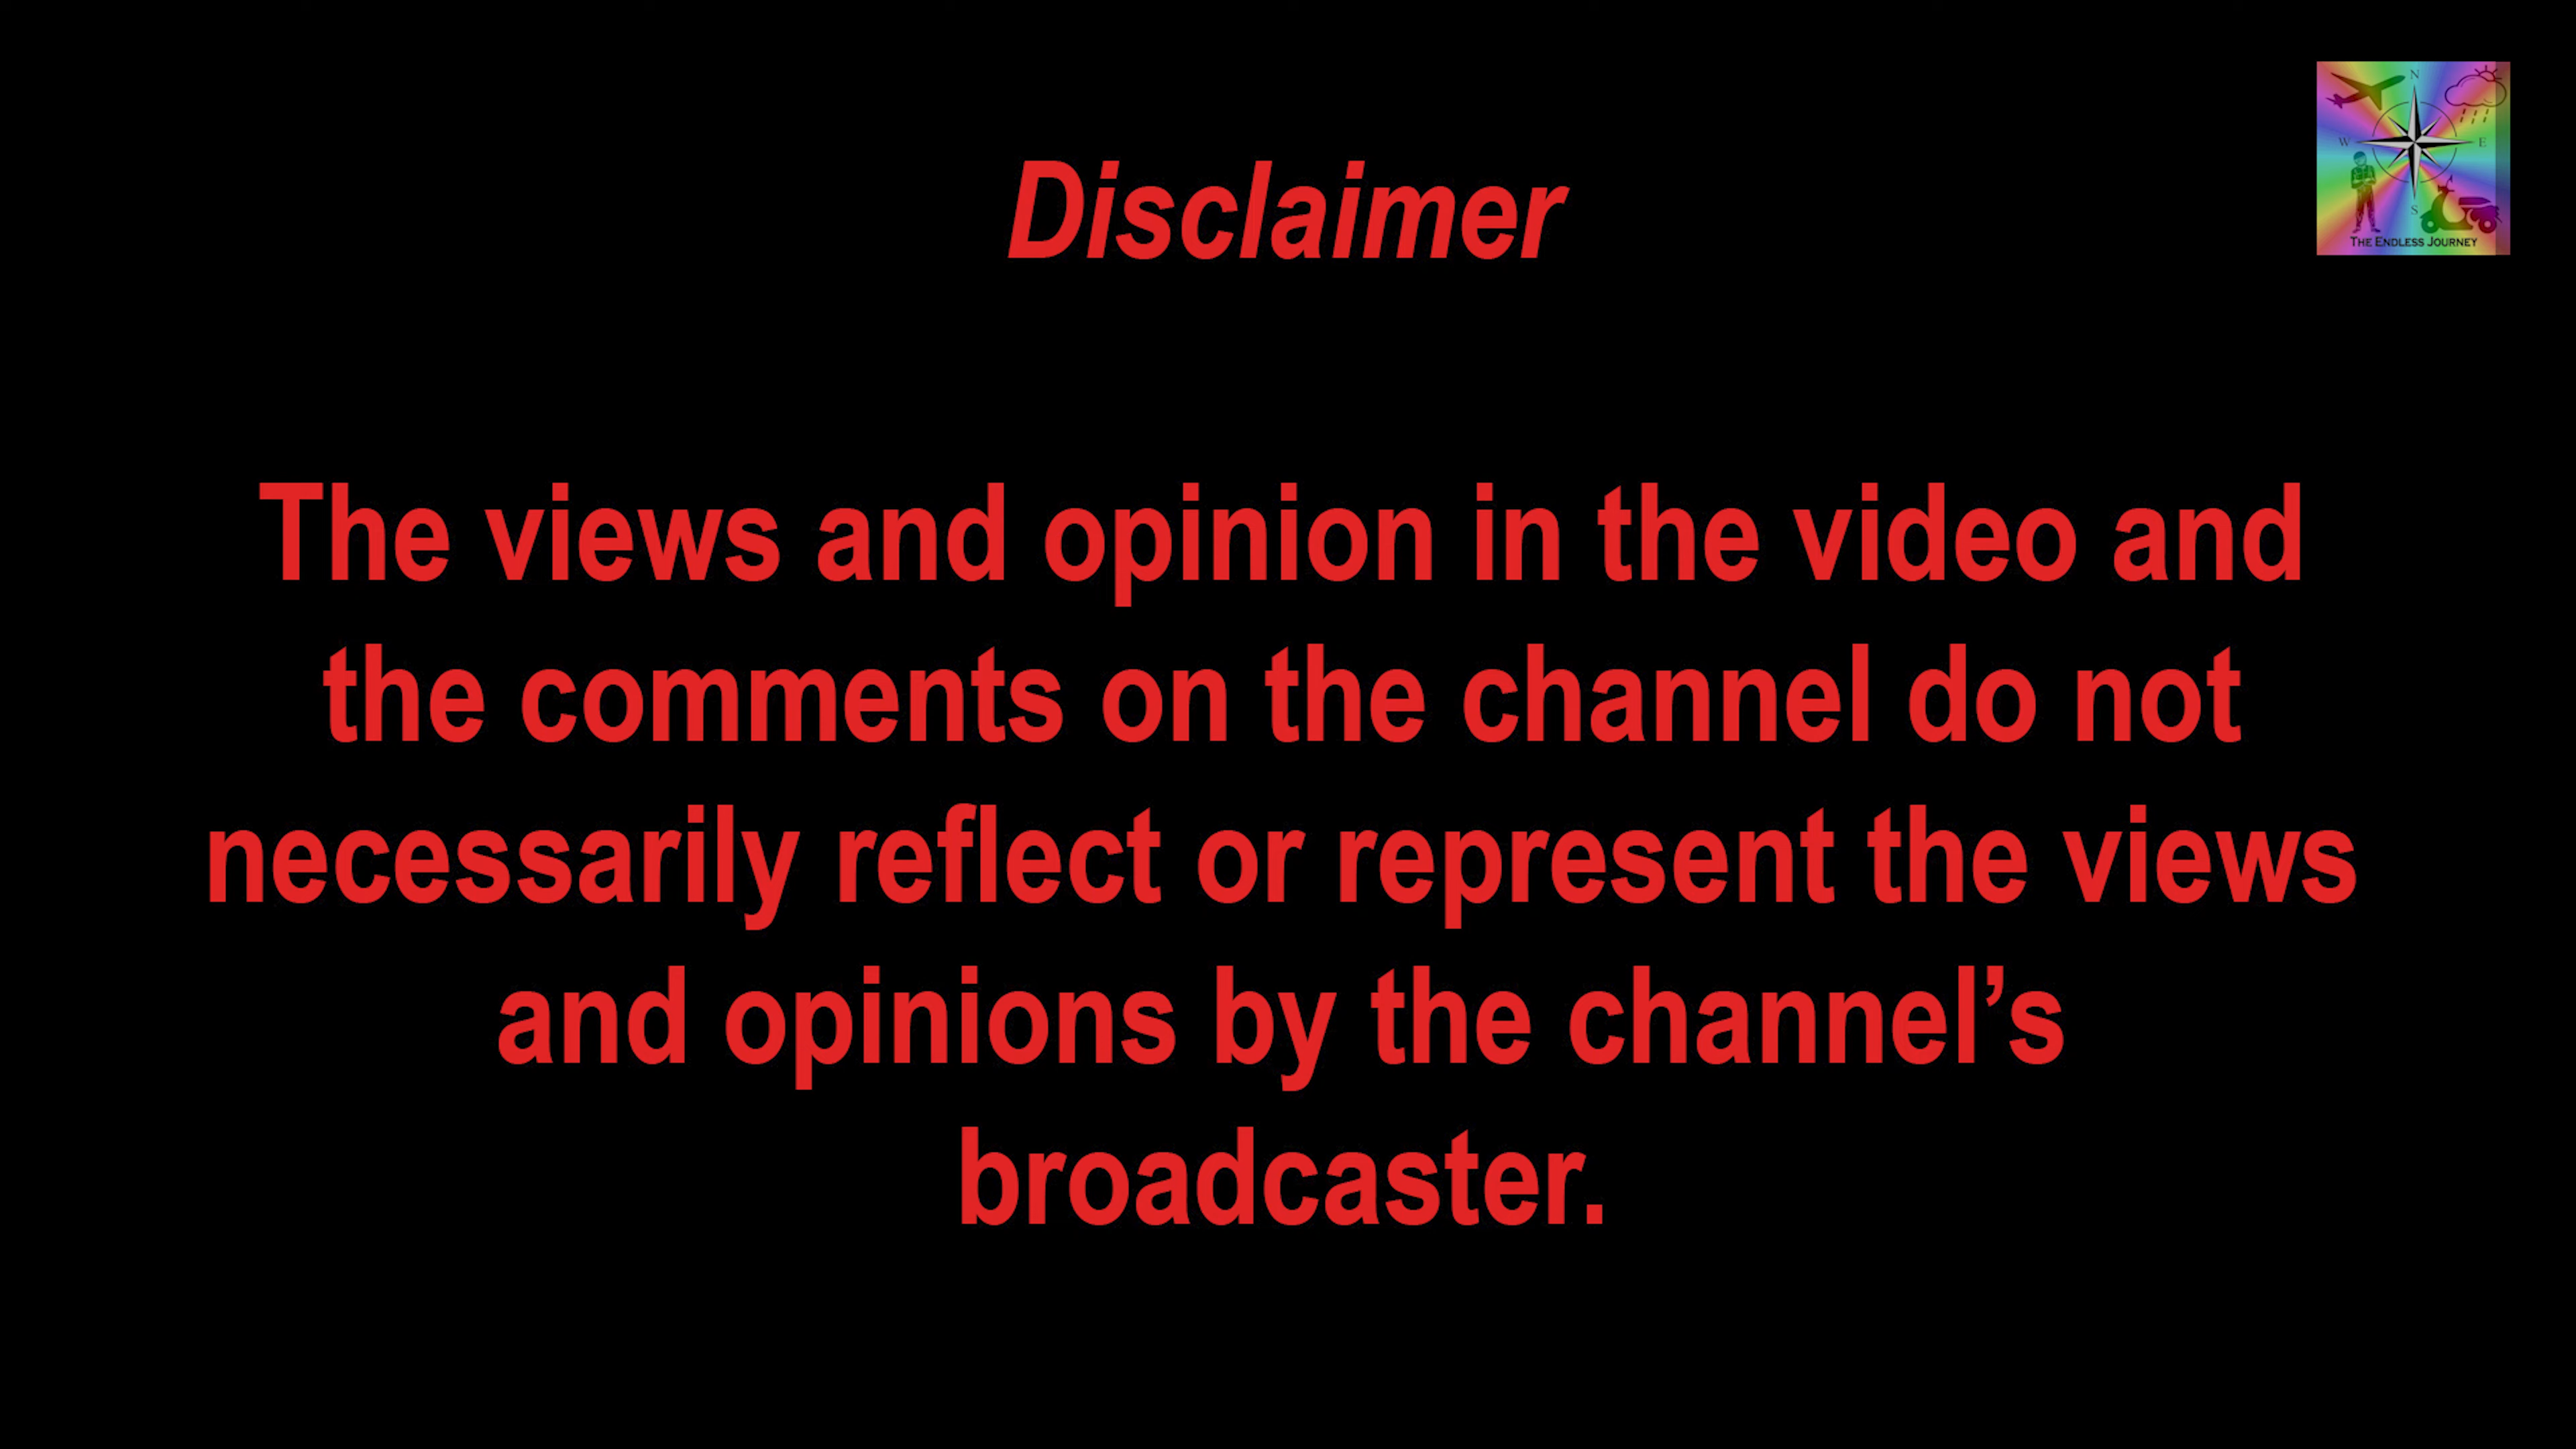 Disclaimer
N
W
E
S
THE ENDLESS JOURNEY
The views and opinion in the video and
the comments on the channel do not
necessarily reflect or represent the views
and opinions by the channel’s
broadcaster.